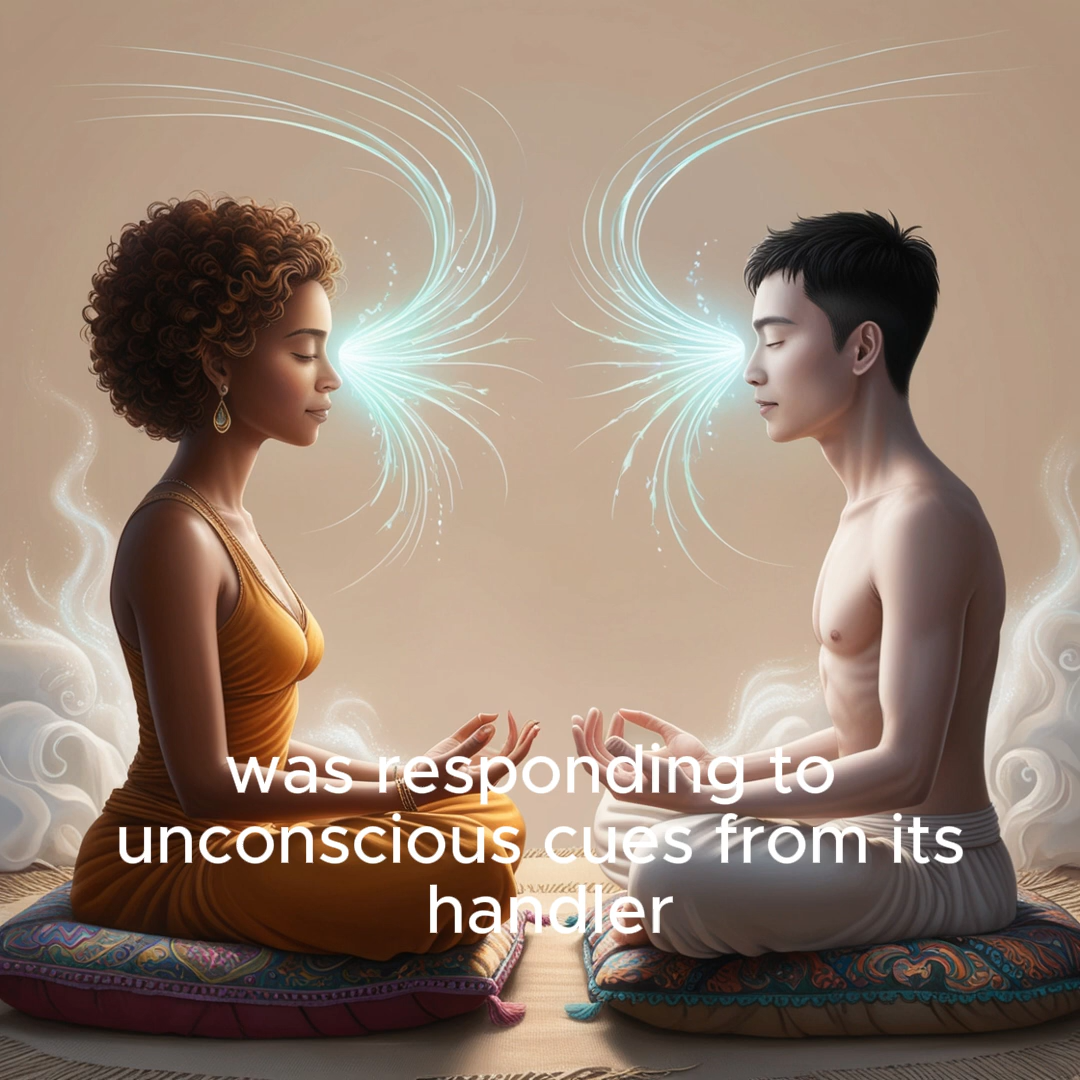 was responding to
unconscious cues from its
handler